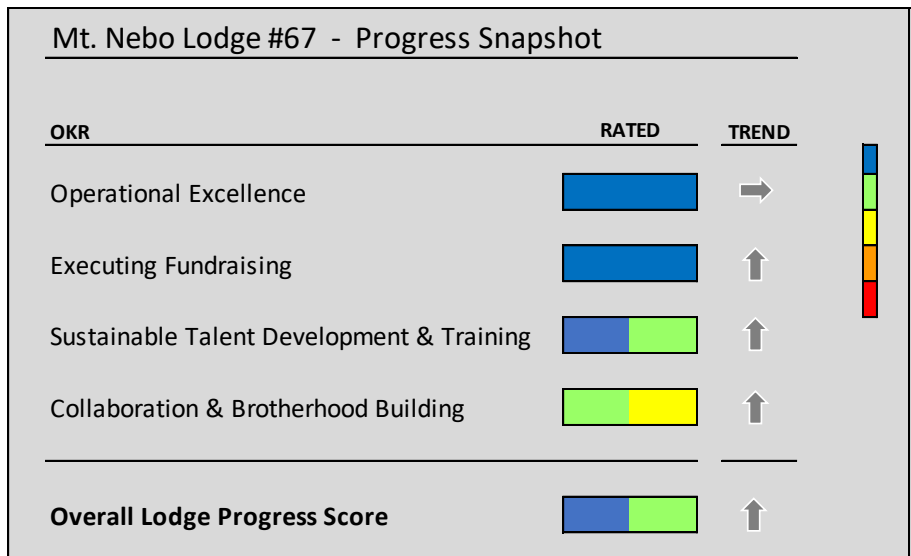 Mt. Nebo Lodge #67 - Progress Snapshot
OKR RATED TREND
Operational Excellence
Executing Fundraising
Sustainable Talent Development & Training
Collaboration & Brotherhood Building
Overall Lodge Progress Score